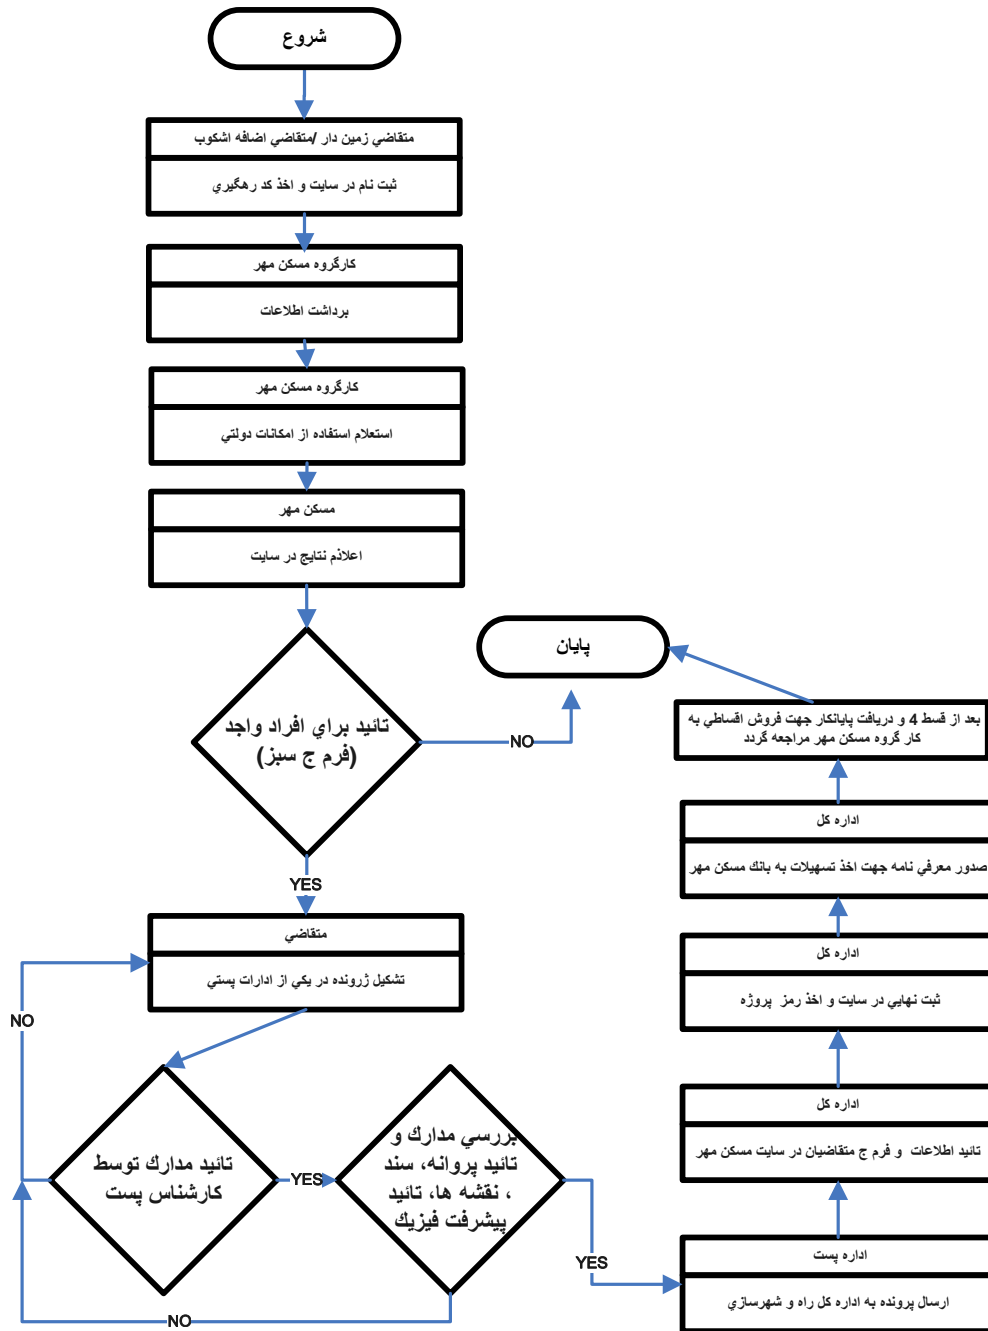 شروع
متقاضي زمين دار /متقاضي اضافه اشكوب
ثبت نام در سايت و اخذ كد رهگيري
كارگروه مسكن مهر
برداشت اطلاعات
كارگروه مسكن مهر
استعلام استفاده از امكانات دولتي
مسكن مهر
اعلاذم نتايج در سايت
تائيد براي افراد واجد
(فرم ج سبز)
NO
پايان
YES
متقاضي
تشكيل ژرونده در يكي از ادارات پستي
NO
تائيد مدارك توسط
كارشناس پست
YES
بررسي مدارك و
تائيد پروانه، سند
، نقشه ها، تائيد
پيشرفت فيزيك
NO
YES
اداره پست
ارسال پرونده به اداره كل راه و شهرسازي
اداره كل
تائيد اطلاعات و فرم ج متقاضيان در سايت مسكن مهر
اداره كل
ثبت نهايي در سايت و اخذ رمز پروژه
اداره كل
صدور معرفي نامه جهت اخذ تسهيلات به بانك مسكن مهر
بعد از قسط 4 و دريافت پايانكار جهت فروش اقساطي به
كار گروه مسكن مهر مراجعه گردد